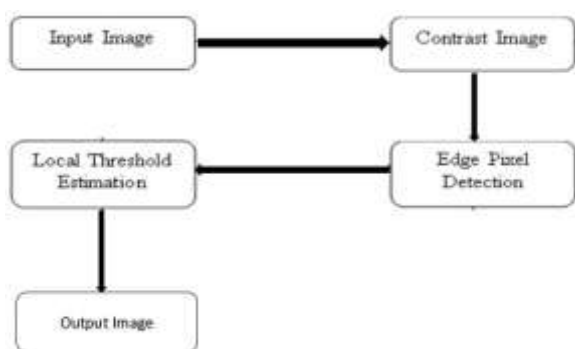 Input Image
Contrast Image
Edge Pixel
Detection
Local Threshold
Estimation
Output Image